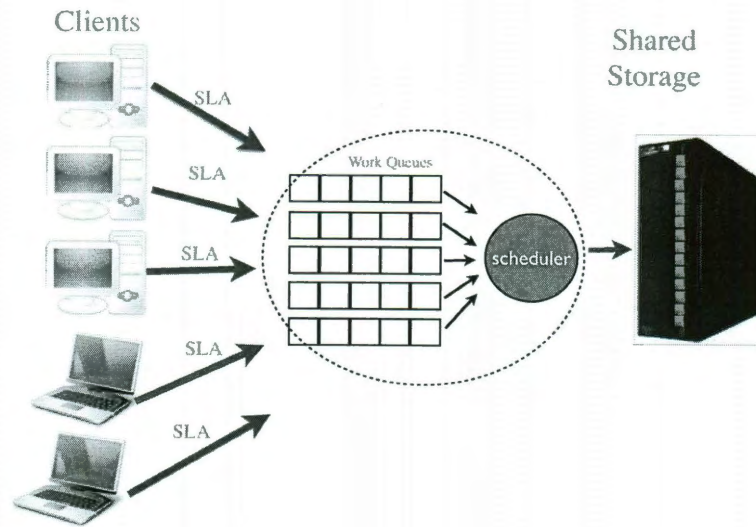 Clients
Shared
Storage
SLA
SLA
SLA
SLA
SLA
Work Queues
scheduler